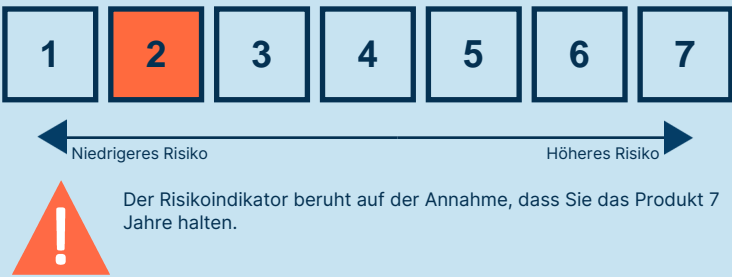 1 2 3 4 5 6 7
Niedrigeres Risiko Höheres Risiko
! Der Risikoindikator beruht auf der Annahme, dass Sie das Produkt 7
Jahre halten.